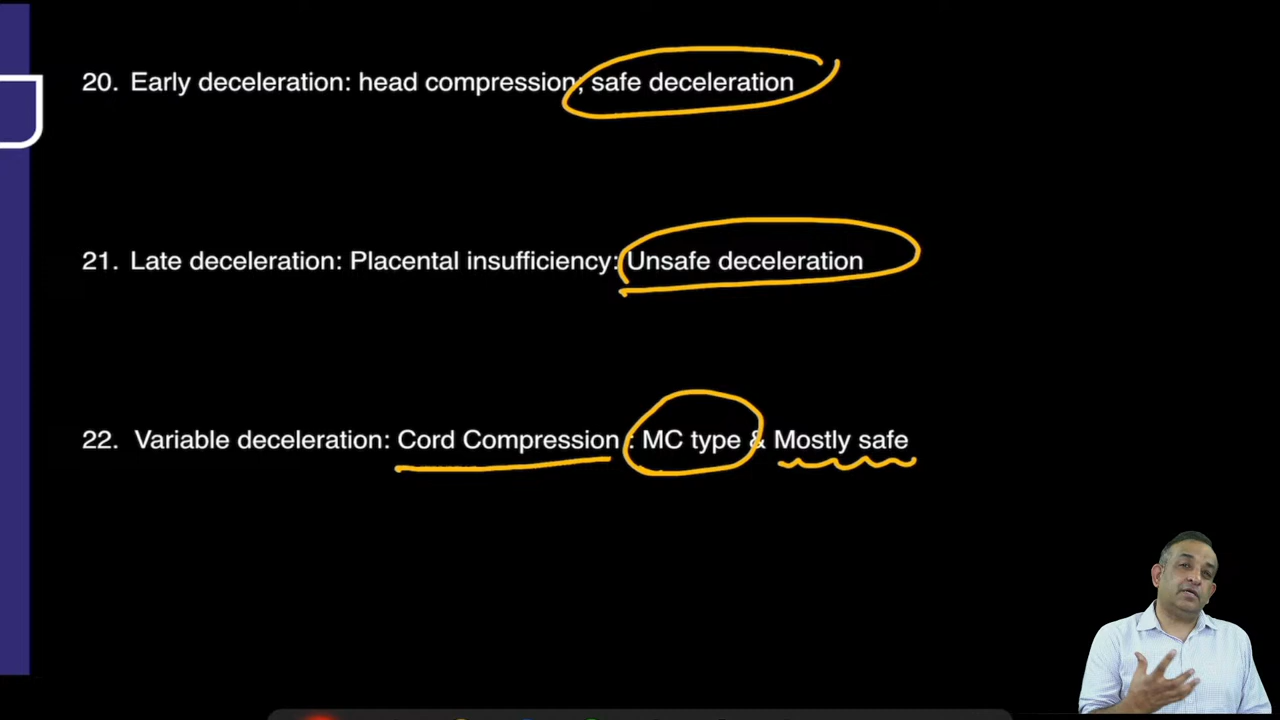 20. Early deceleration: head compression; safe deceleration
21. Late deceleration: Placental insufficiency: Unsafe deceleration
22. Variable deceleration: Cord Compression : MC type & Mostly safe